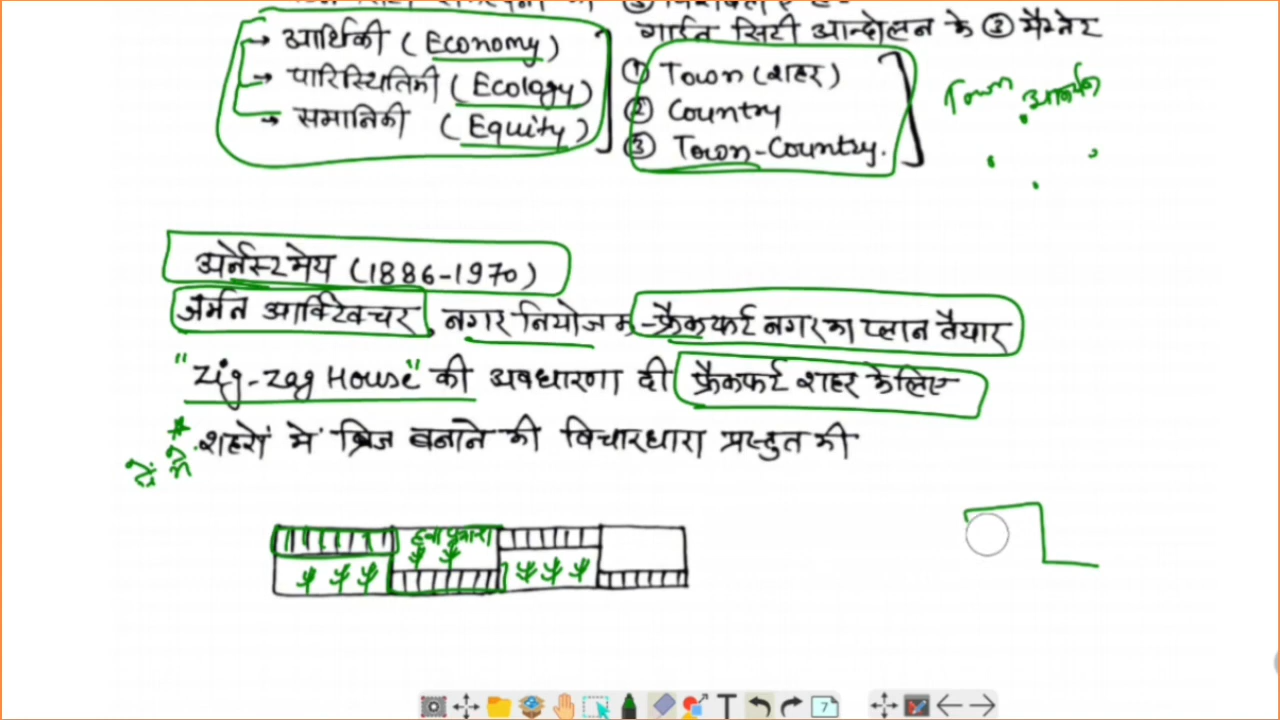 गार्डन सिटी आन्दोलन के ③ मैग्नेट
→ आर्थिकी (Economy)
→ पारिस्थितिकी (Ecology)
→ समानिकी (Equity)
① Town (शहर)
② Country
③ Town-Country.
Town
अर्नेस्ट मेय (1886-1970)
जर्मन आर्किटेक्चर, नगर नियोजन -फ्रैकफर्ट नगर का प्लान तैयार
"Zig-Zag House" की अवधारणा दी फ्रैकफर्ट शहर के लिए
* शहरों में ब्रिज बनाने की विचारधारा प्रस्तुत की
7